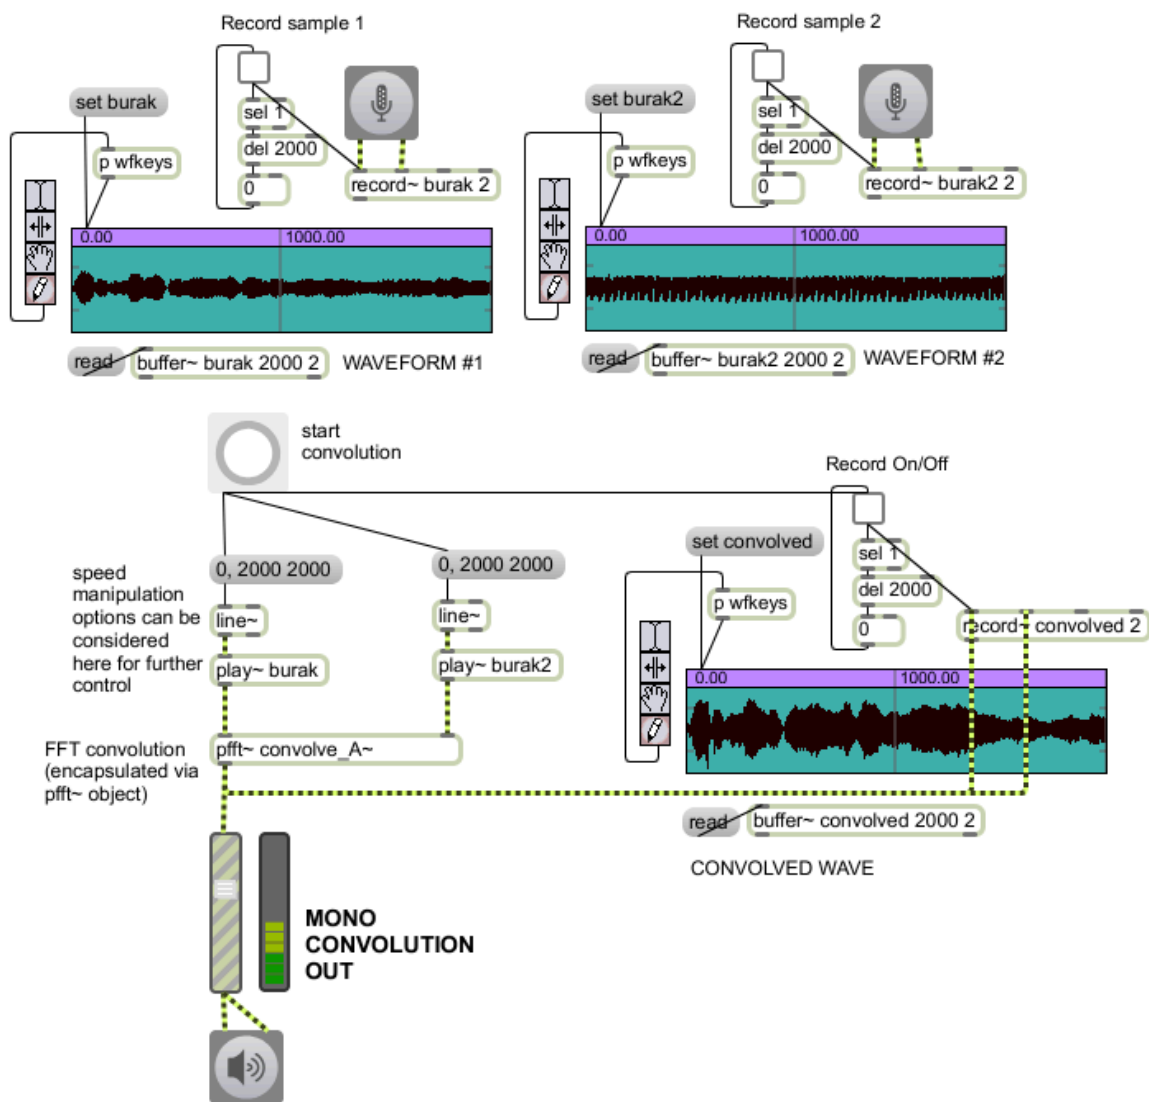 Record sample 1
Record sample 2
set burak
sel 1
p wfkeys
del 2000
0
record~ burak 2
0.00
1000.00
read
buffer~ burak 2000 2
WAVEFORM #1
set burak2
sel 1
p wfkeys
del 2000
0
record~ burak2 2
0.00
1000.00
read
buffer~ burak2 2000 2
WAVEFORM #2
start
convolution
Record On/Off
0, 2000 2000
0, 2000 2000
speed
manipulation
options can be
considered
here for further
control
line~
line~
play~ burak
play~ burak2
FFT convolution
(encapsulated via
pfft~ object)
pfft~ convolve_A~
set convolved
sel 1
p wfkeys
del 2000
0
record~ convolved 2
0.00
1000.00
read
buffer~ convolved 2000 2
CONVOLVED WAVE
MONO
CONVOLUTION
OUT